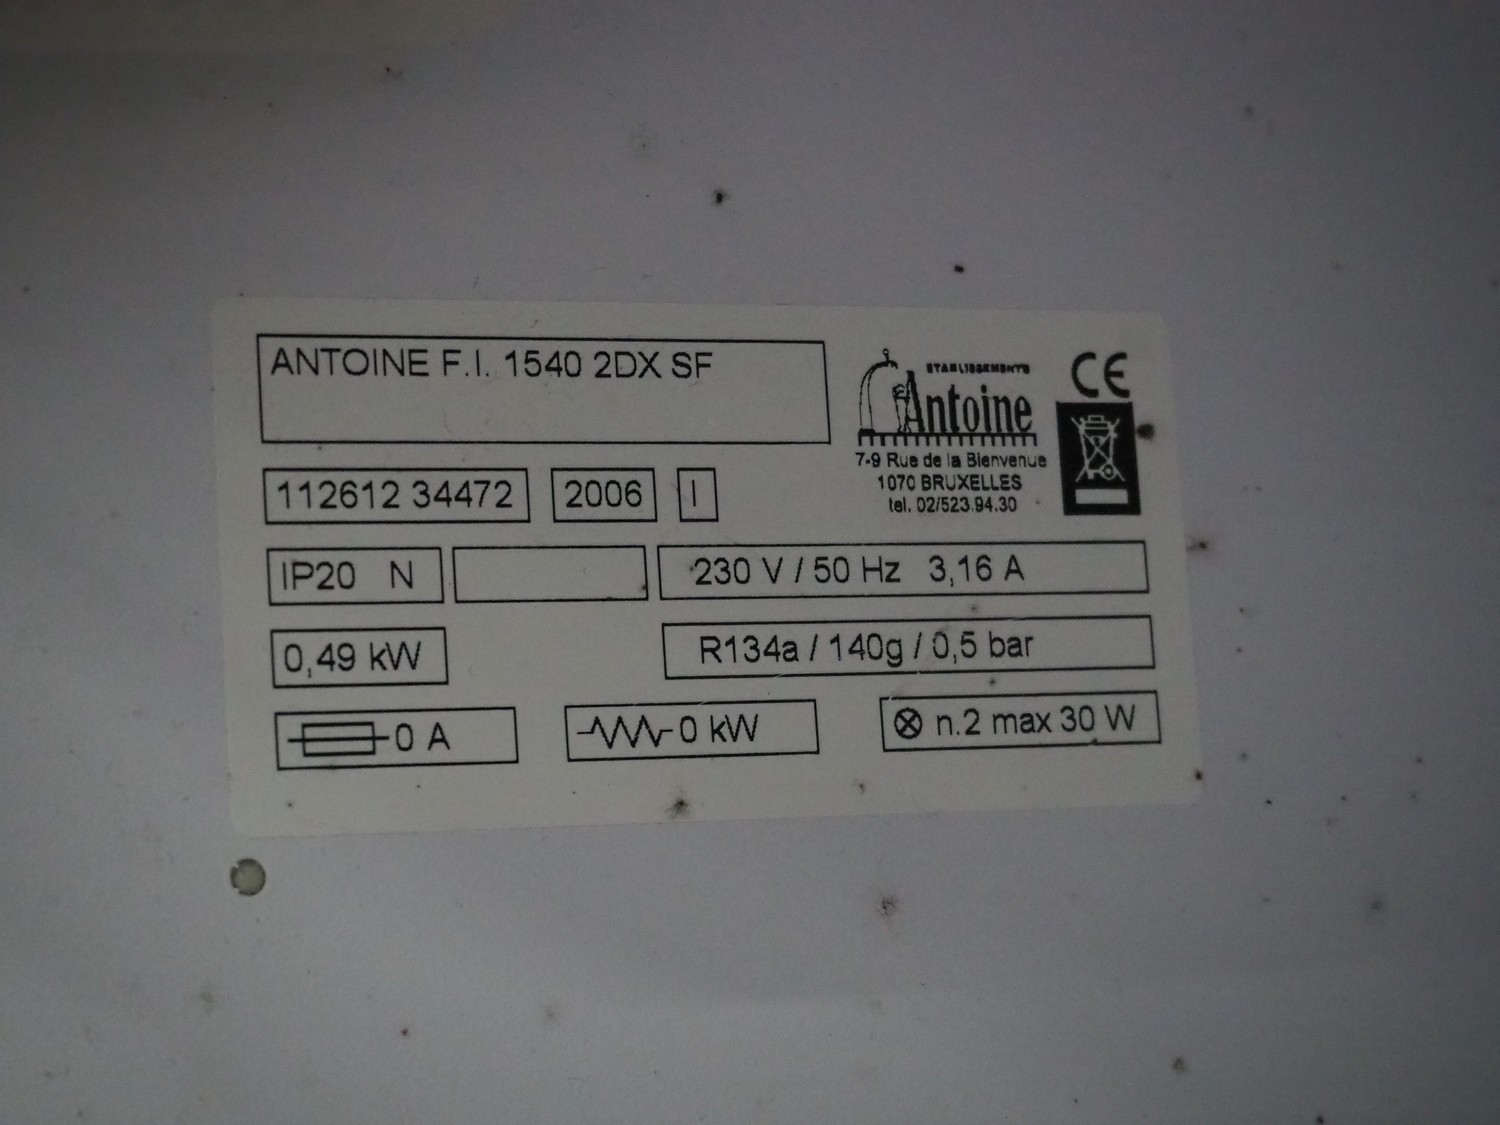 ANTOINE F.I. 1540 2DX SF
ETABLISSEMENTS
Antoine
CE
7-9 Rue de la Bienvenue
1070 BRUXELLES
tel. 02/523.94.30
112612 34472
2006
I
IP20 N
230 V / 50 Hz 3,16 A
0,49 kW
R134a / 140g / 0,5 bar
0 A
0 kW
n.2 max 30 W